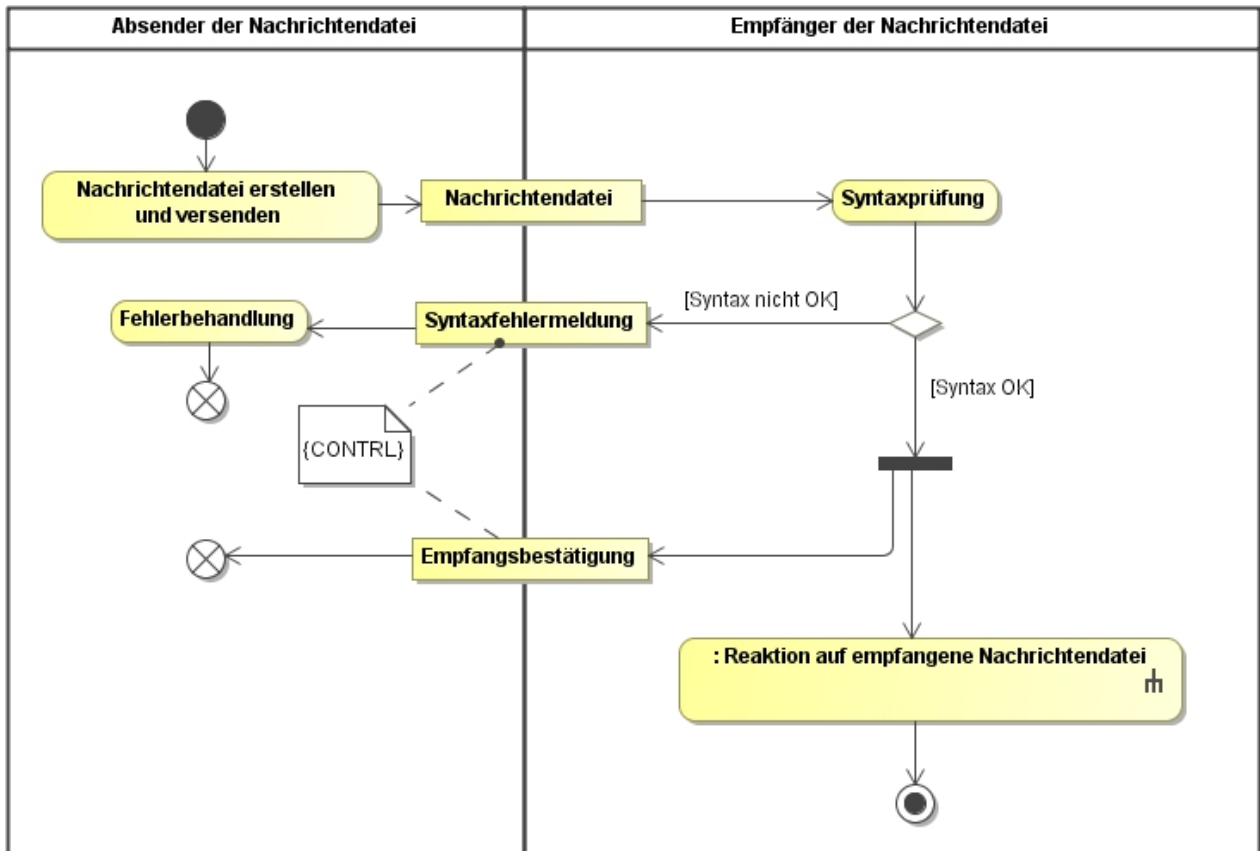 Absender der Nachrichtendatei
Empfänger der Nachrichtendatei
Nachrichtendatei erstellen
und versenden
Nachrichtendatei
Syntaxprüfung
[Syntax nicht OK]
Fehlerbehandlung
Syntaxfehlermeldung
[Syntax OK]
{CONTRL}
Empfangsbestätigung
: Reaktion auf empfangene Nachrichtendatei